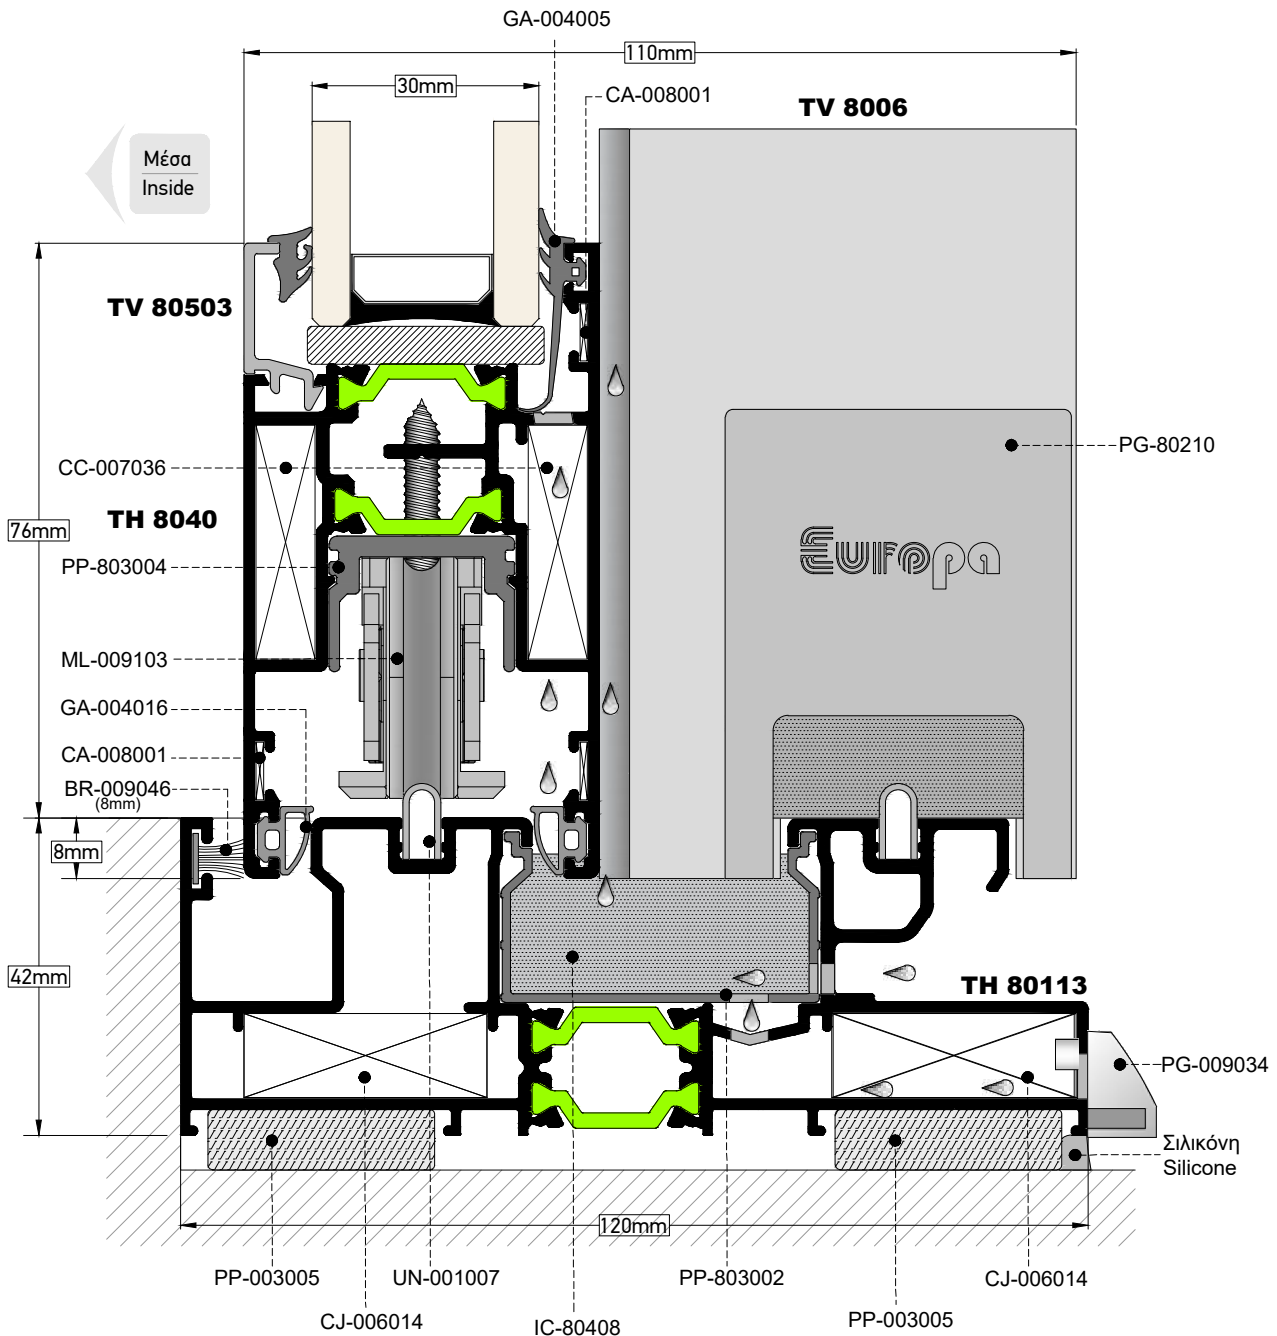 GA-004005
110mm
30mm
CA-008001
TV 8006
Μέσα
Inside
TV 80503
PG-80210
CC-007036
TH 8040
76mm
Europa
PP-803004
ML-009103
GA-004016
CA-008001
BR-009046
(8mm)
8mm
42mm
TH 80113
PG-009034
Σιλικόνη
Silicone
120mm
PP-003005
UN-001007
PP-803002
CJ-006014
CJ-006014
IC-80408
PP-003005